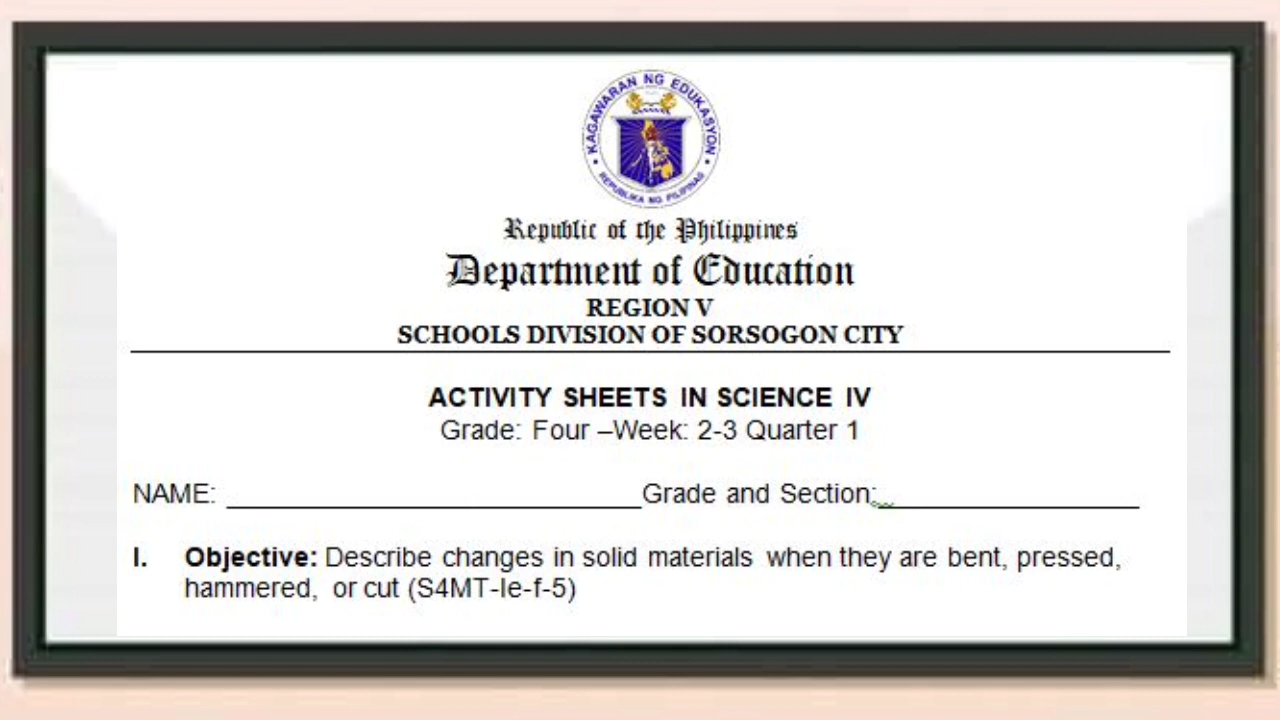 KAGAWARAN NG EDUKASYON
REPUBLIKA NG PILIPINAS
Republic of the Philippines
Department of Education
REGION V
SCHOOLS DIVISION OF SORSOGON CITY
ACTIVITY SHEETS IN SCIENCE IV
Grade: Four –Week: 2-3 Quarter 1
NAME: ____________________________Grade and Section:__________________
I. Objective: Describe changes in solid materials when they are bent, pressed,
hammered, or cut (S4MT-Ie-f-5)